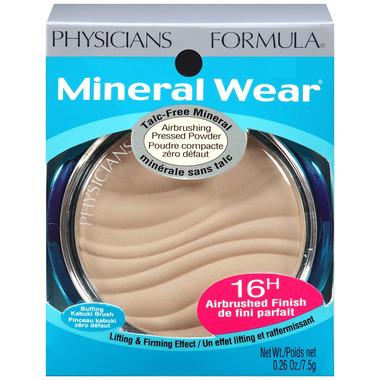 PHYSICIANS FORMULA®
Mineral Wear®
Talc-Free Mineral
Airbrushing
Pressed Powder
Poudre compacte
zéro défaut
minérale sans talc
PHYSICIANS
16H
Airbrushed Finish
de fini parfait
Buffing
Kabuki Brush
Pinceau kabuki
zéro défaut
Lifting & Firming Effect / Un effet lifting et raffermissant
Net Wt./Poids net
0.26 Oz./7.5g